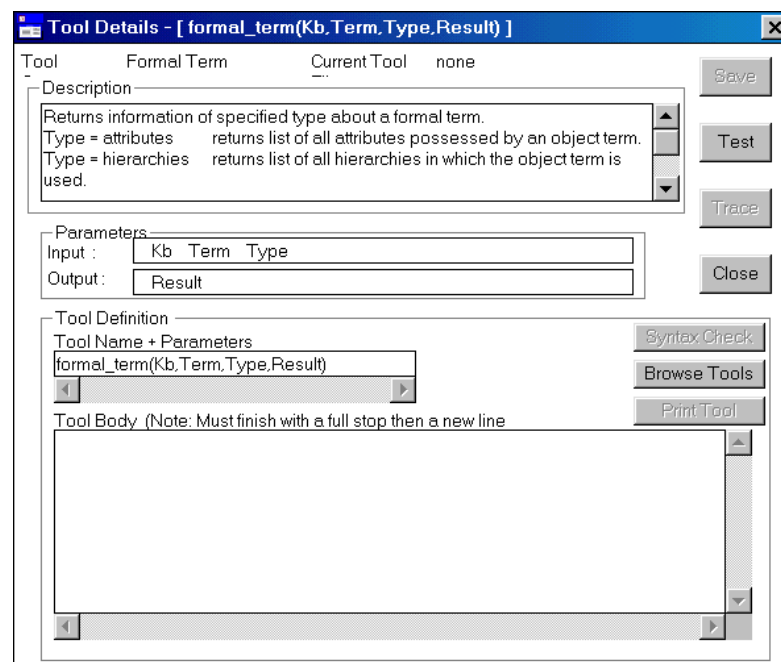 Tool Details - [ formal_term(Kb,Term,Type,Result) ]
Tool Formal Term Current Tool none
Save
Description
Returns information of specified type about a formal term.
Type = attributes returns list of all attributes possessed by an object term.
Type = hierarchies returns list of all hierarchies in which the object term is
used.
Test
Trace
Parameters
Input : Kb Term Type
Output : Result
Close
Tool Definition
Tool Name + Parameters
formal_term(Kb,Term,Type,Result)
Syntax Check
Browse Tools
Print Tool
Tool Body (Note: Must finish with a full stop then a new line